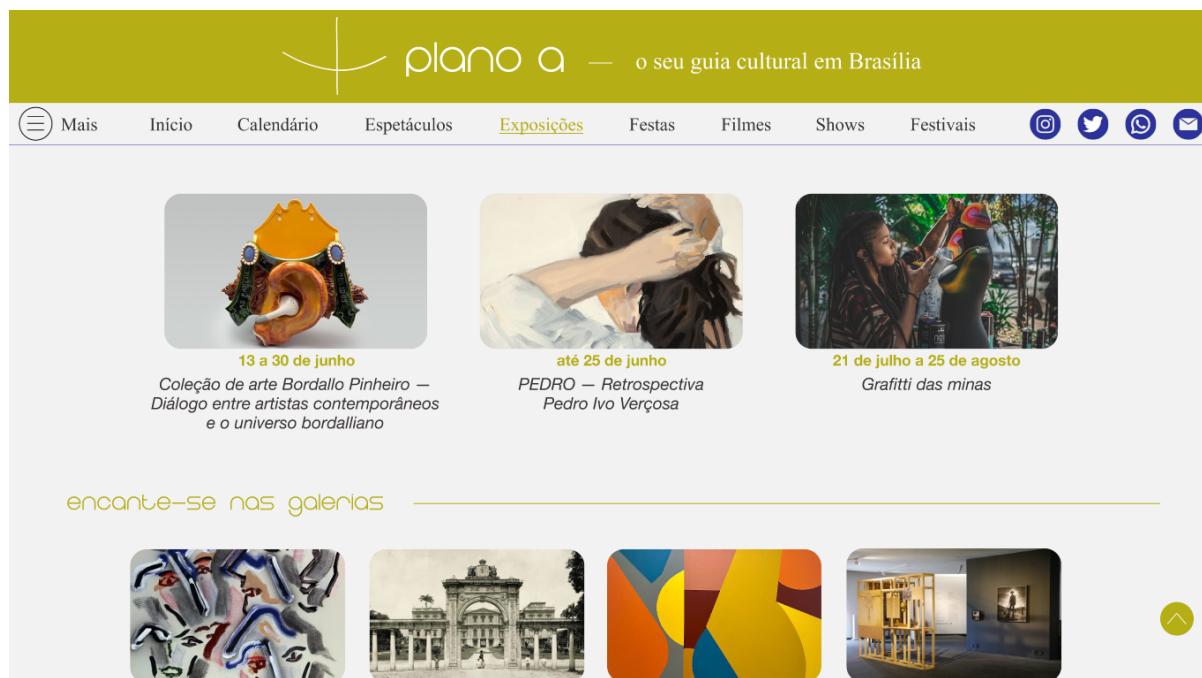 plano a — o seu guia cultural em Brasília
Mais Início Calendário Espetáculos Exposições Festas Filmes Shows Festivais
13 a 30 de junho
Coleção de arte Bordallo Pinheiro —
Diálogo entre artistas contemporâneos
e o universo bordalliano
até 25 de junho
PEDRO — Retrospectiva
Pedro Ivo Verçosa
21 de julho a 25 de agosto
Grafitti das minas
encante-se nas galerias